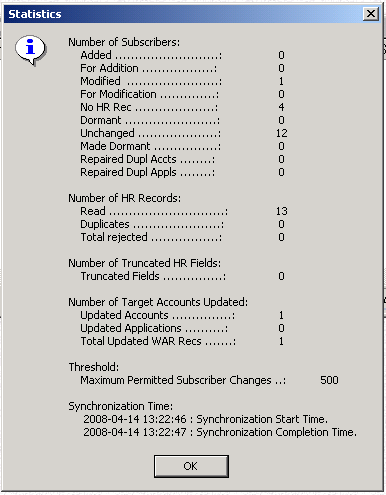 Statistics
Number of Subscribers:
Added ..........................: 0
For Addition ..................: 0
Modified ......................: 1
For Modification .............: 0
No HR Rec ....................: 4
Dormant ......................: 0
Unchanged ....................: 12
Made Dormant ................: 0
Repaired Dupl Accts ........: 0
Repaired Dupl Appls ........: 0
Number of HR Records:
Read .............................: 13
Duplicates ......................: 0
Total rejected .................: 0
Number of Truncated HR Fields:
Truncated Fields ...............: 0
Number of Target Accounts Updated:
Updated Accounts ...............: 1
Updated Applications ..........: 0
Total Updated WAR Recs .......: 1
Threshold:
Maximum Permitted Subscriber Changes ..: 500
Synchronization Time:
2008-04-14 13:22:46 : Synchronization Start Time.
2008-04-14 13:22:47 : Synchronization Completion Time.
OK